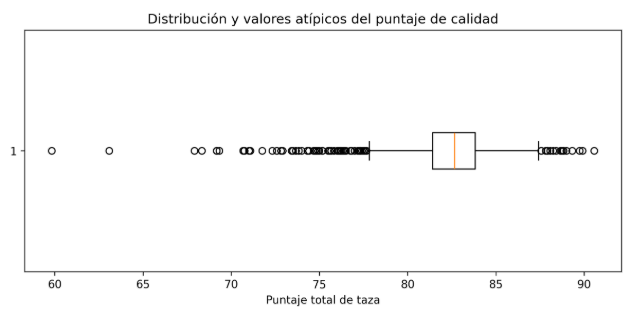 Distribución y valores atípicos del puntaje de calidad
1
60 65 70 75 80 85 90
Puntaje total de taza